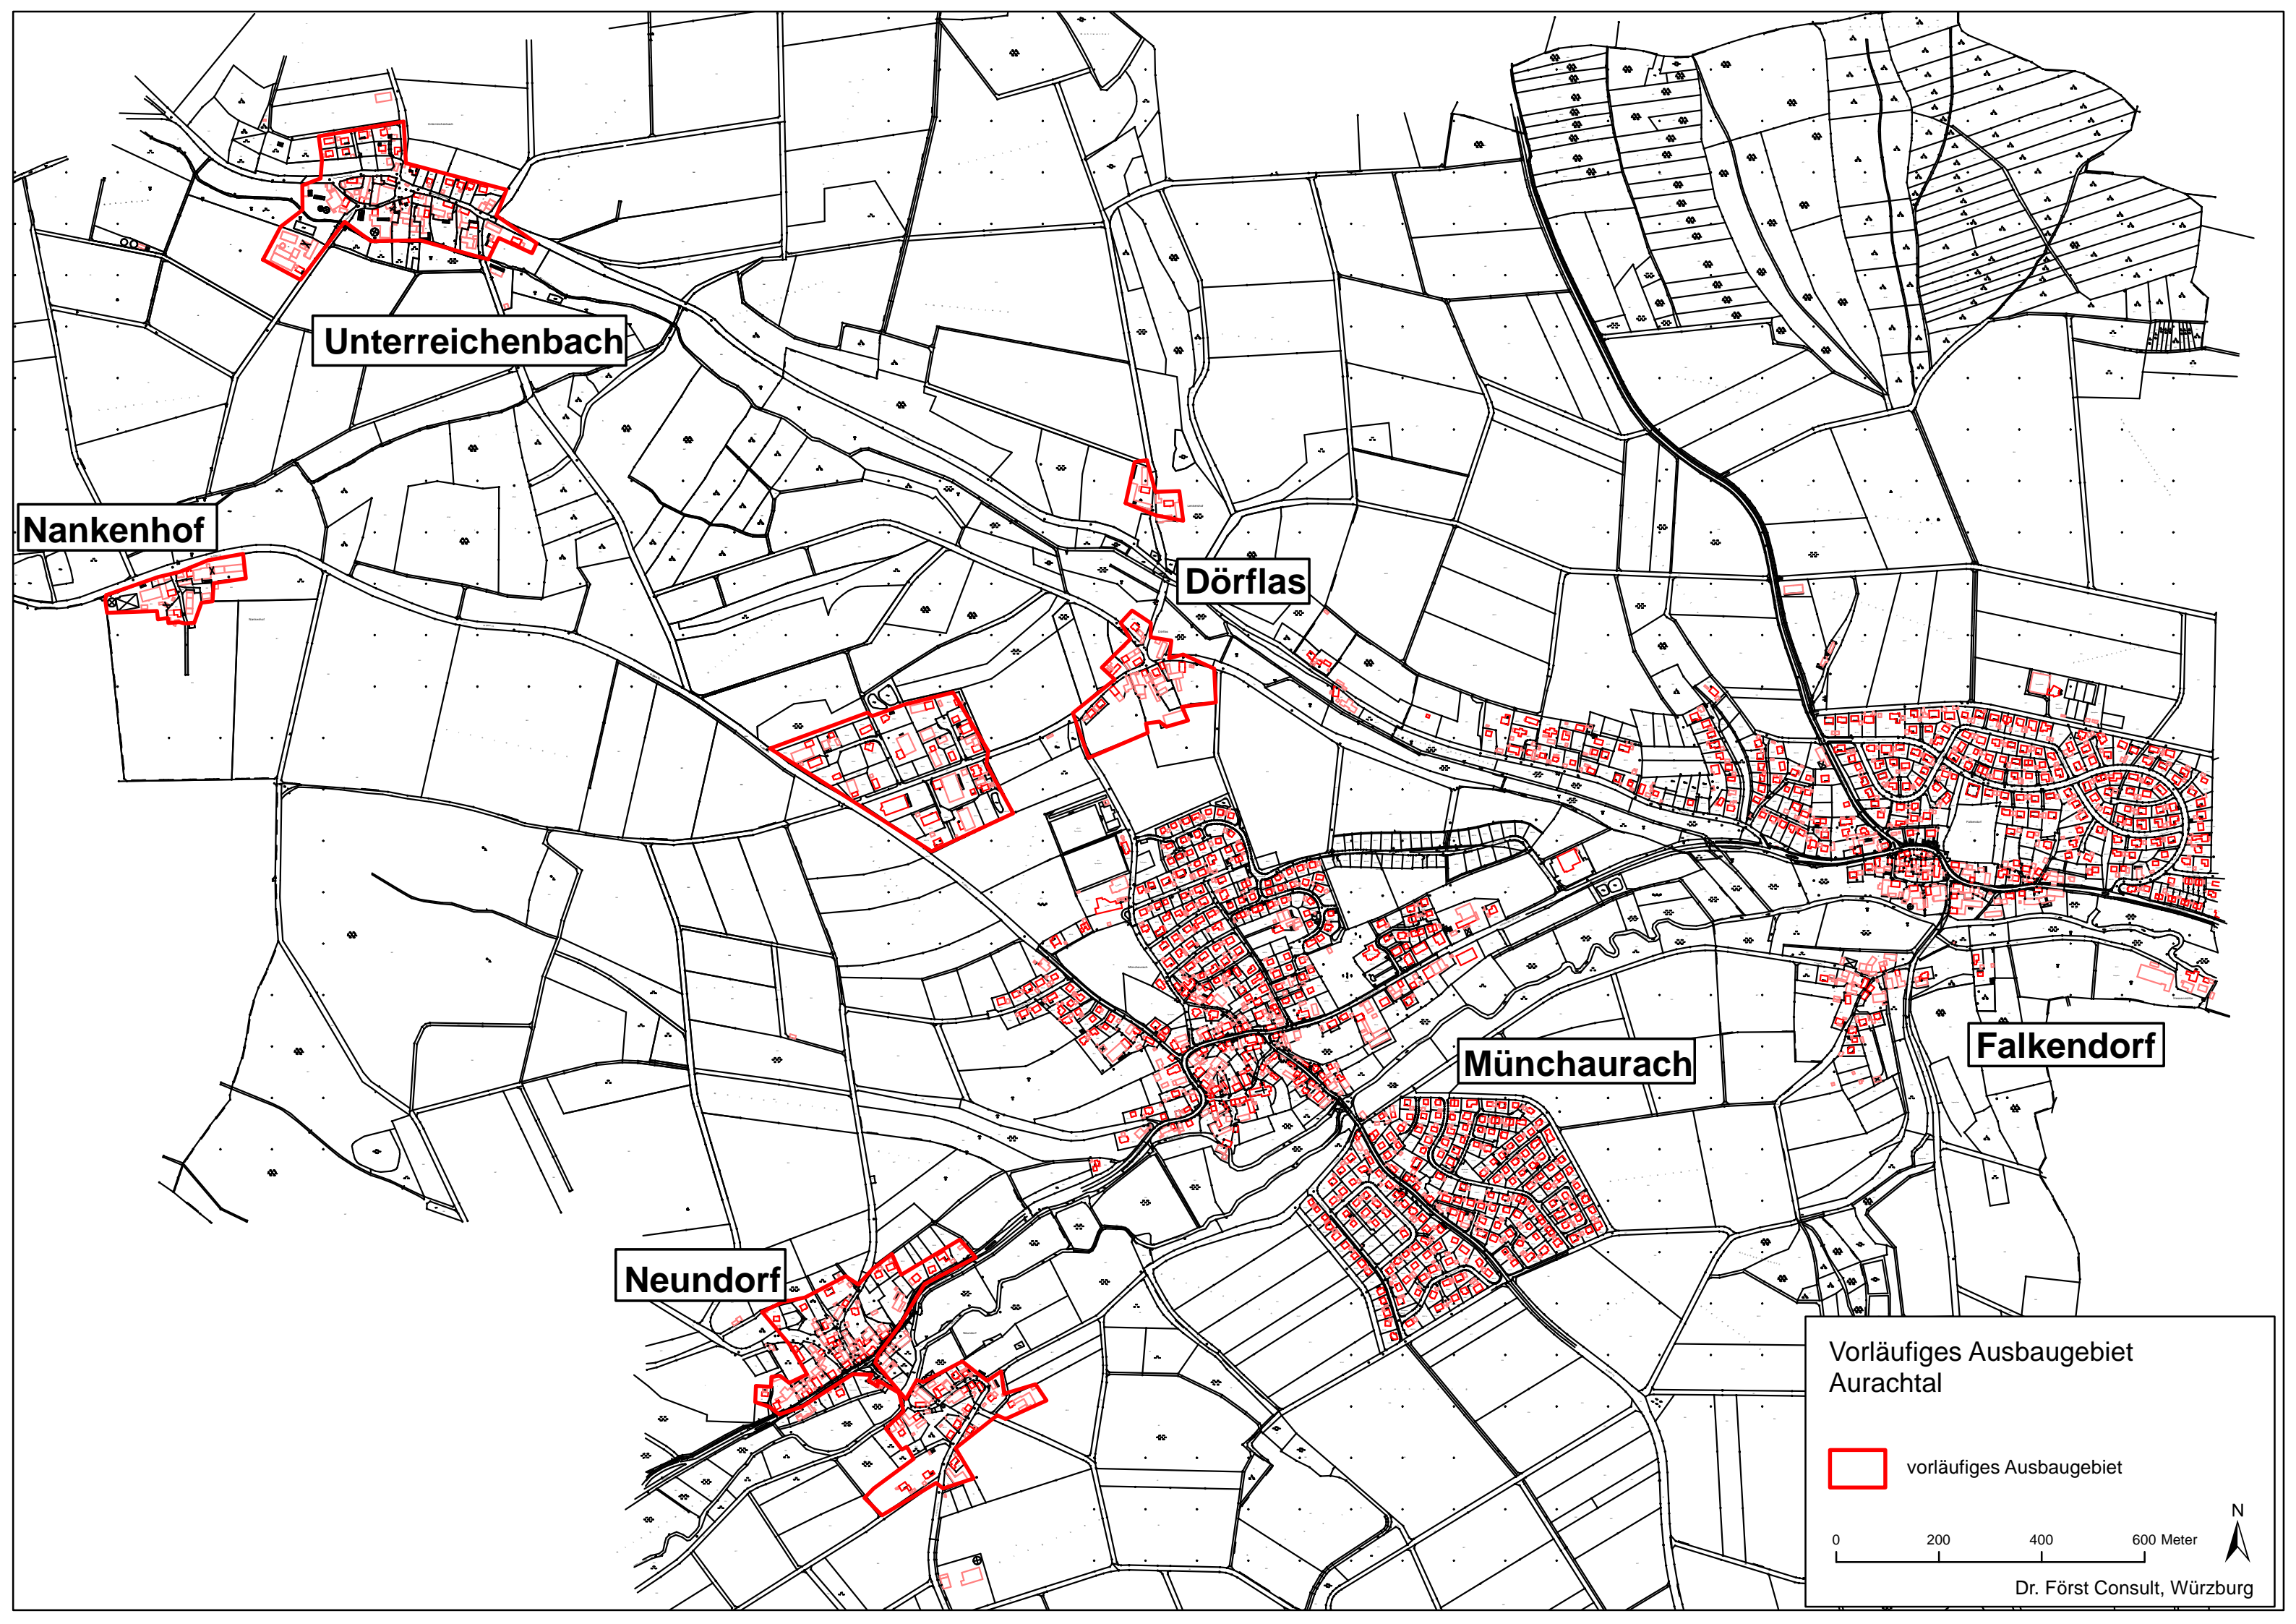 Unterreichenbach
Nankenhof
Dörflas
Münchaurach
Falkendorf
Neundorf
Vorläufiges Ausbaugebiet
Aurachtal
vorläufiges Ausbaugebiet
N
0 200 400 600 Meter
Dr. Först Consult, Würzburg